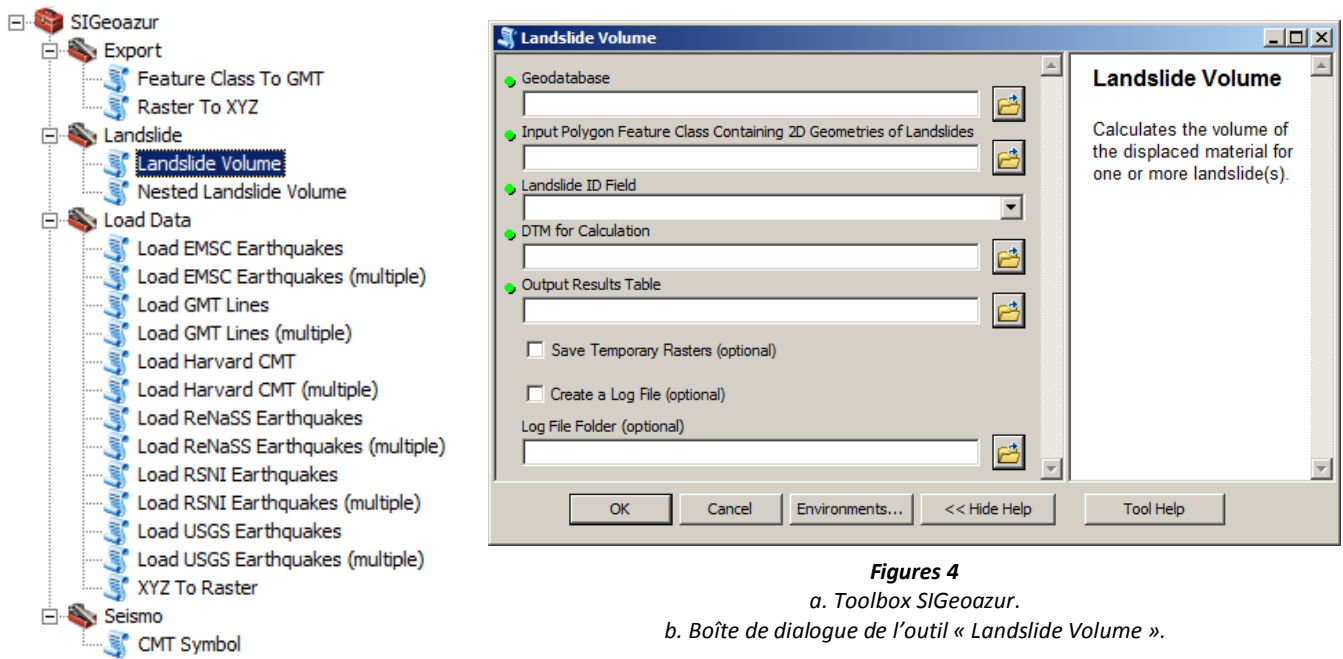 SIGeoazur
Export
Feature Class To GMT
Raster To XYZ
Landslide
Landslide Volume
Nested Landslide Volume
Load Data
Load EMSC Earthquakes
Load EMSC Earthquakes (multiple)
Load GMT Lines
Load GMT Lines (multiple)
Load Harvard CMT
Load Harvard CMT (multiple)
Load ReNaSS Earthquakes
Load ReNaSS Earthquakes (multiple)
Load RSNI Earthquakes
Load RSNI Earthquakes (multiple)
Load USGS Earthquakes
Load USGS Earthquakes (multiple)
XYZ To Raster
Seismo
CMT Symbol
Landslide Volume
Geodatabase
Input Polygon Feature Class Containing 2D Geometries of Landslides
Landslide ID Field
DTM for Calculation
Output Results Table
Save Temporary Rasters (optional)
Create a Log File (optional)
Log File Folder (optional)
OK
Cancel
Environments...
<< Hide Help
Landslide Volume
Calculates the volume of
the displaced material for
one or more landslide(s).
Tool Help
Figures 4
a. Toolbox SIGeoazur.
b. Boîte de dialogue de l’outil « Landslide Volume ».